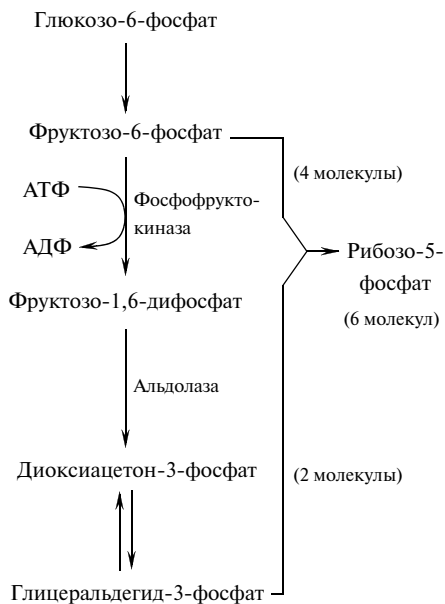 Глюкозо-6-фосфат
Фруктозо-6-фосфат
(4 молекулы)
АТФ
Фосфофрукто-
киназа
АДФ
Рибозо-5-
фосфат
(6 молекул)
Фруктозо-1,6-дифосфат
Альдолаза
Диоксиацетон-3-фосфат
(2 молекулы)
Глицеральдегид-3-фосфат